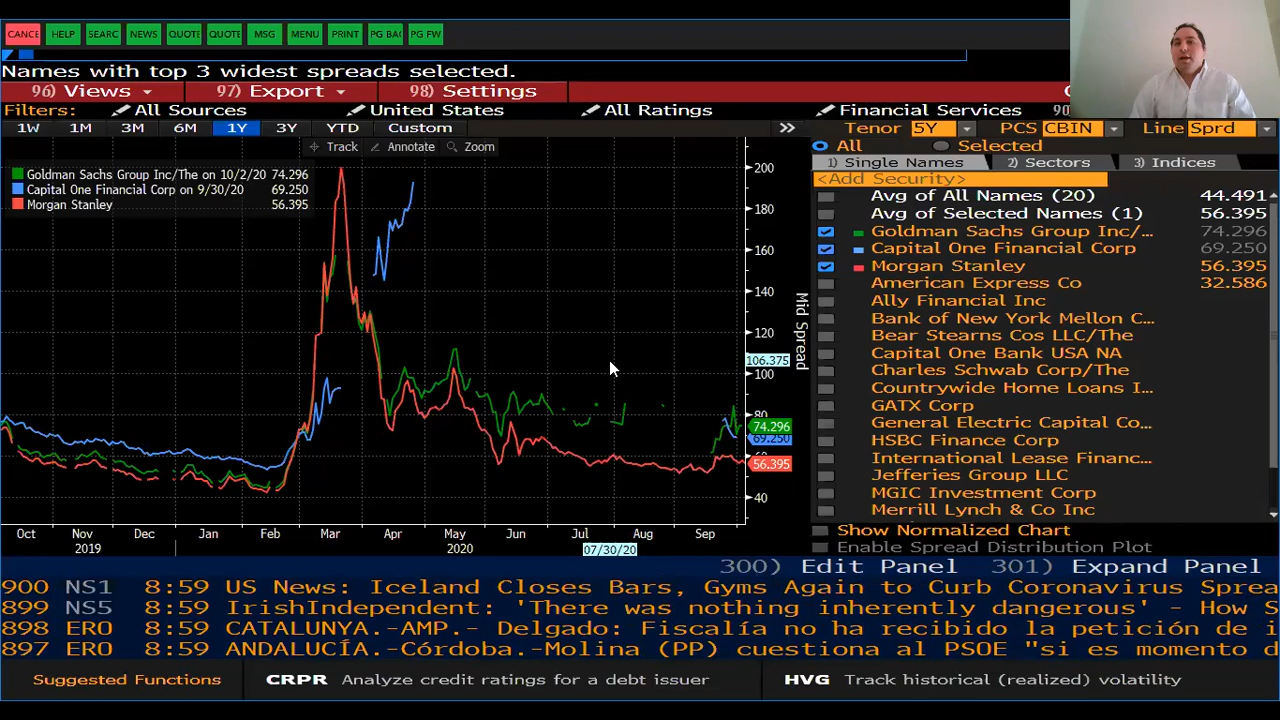 CANCE HELP SEARC NEWS QUOTE QUOTE MSG MENU PRINT PG BAC PG FW
Names with top 3 widest spreads selected.
96) Views 97) Export 98) Settings
Filters: All Sources United States All Ratings Financial Services
1W 1M 3M 6M 1Y 3Y YTD Custom
Tenor 5Y PCS CBIN Line Sprd
All Selected
Track Annotate Zoom
1) Single Names 2) Sectors 3) Indices
<Add Security>
Goldman Sachs Group Inc/The on 10/2/20 74.296
Capital One Financial Corp on 9/30/20 69.250
Morgan Stanley 56.395
200
180
160
140
120
106.375
100
80
74.296
69.250
56.395
40
Mid Spread
Oct Nov Dec Jan Feb Mar Apr May Jun Jul Aug Sep
2019 2020 07/30/20
Avg of All Names (20) 44.491
Avg of Selected Names (1) 56.395
Goldman Sachs Group Inc/... 74.296
Capital One Financial Corp 69.250
Morgan Stanley 56.395
American Express Co 32.586
Ally Financial Inc
Bank of New York Mellon C...
Bear Stearns Cos LLC/The
Capital One Bank USA NA
Charles Schwab Corp/The
Countrywide Home Loans I...
GATX Corp
General Electric Capital Co...
HSBC Finance Corp
International Lease Financ...
Jefferies Group LLC
MGIC Investment Corp
Merrill Lynch & Co Inc
Show Normalized Chart
Enable Spread Distribution Plot
300) Edit Panel 301) Expand Panel
900 NS1 8:59 US News: Iceland Closes Bars, Gyms Again to Curb Coronavirus Sprea
899 NS5 8:59 IrishIndependent: 'There was nothing inherently dangerous' - How S
898 ERO 8:59 CATALUNYA.-AMP.- Delgado: Fiscalía no ha recibido la petición de i
897 ERO 8:59 ANDALUCÍA.-Córdoba.-Molina (PP) cuestiona al PSOE "si es momento d
Suggested Functions CRPR Analyze credit ratings for a debt issuer HVG Track historical (realized) volatility